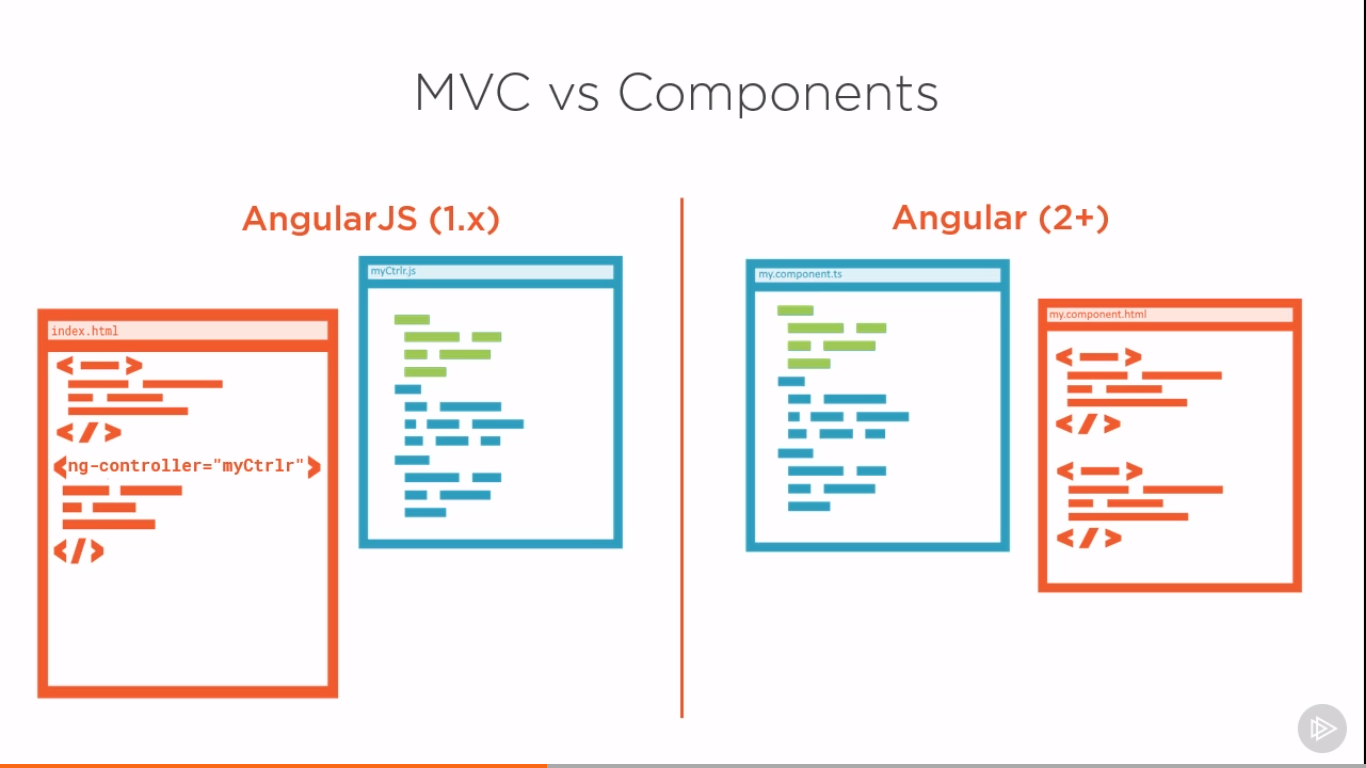 MVC vs Components
AngularJS (1.x)
index.html
< >
</>
<ng-controller="myCtrlr">
</>
myCtrlr.js
Angular (2+)
my.component.ts
my.component.html
< >
</>
< >
</>